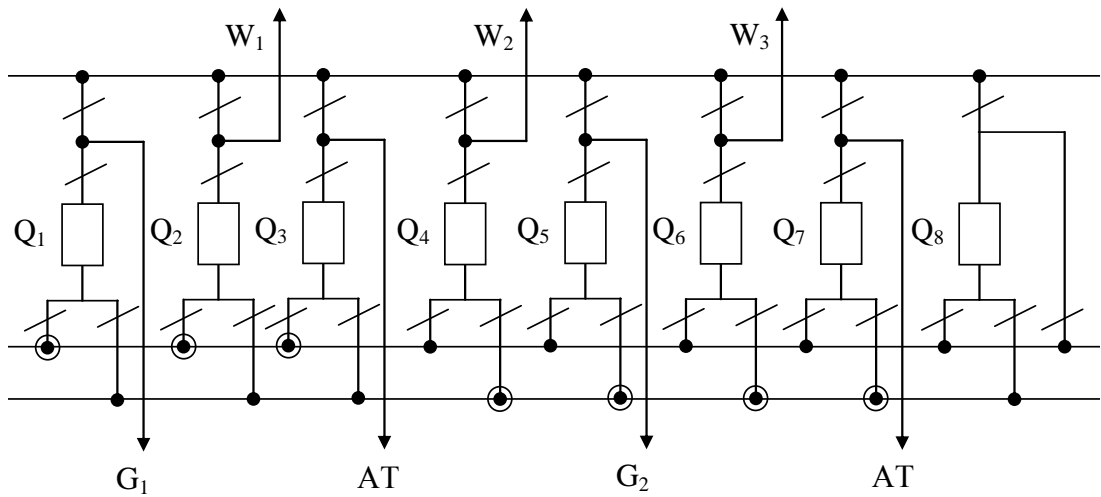 W₁ W₂ W₃
Q₁ Q₂ Q₃ Q₄ Q₅ Q₆ Q₇ Q₈
G₁ AT G₂ AT